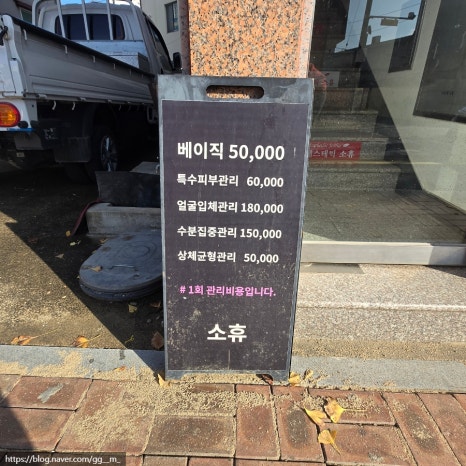 베이직 50,000
특수피부관리 60,000
얼굴입체관리 180,000
수분집중관리 150,000
상체균형관리 50,000
# 1회 관리비용입니다.
소휴
소휴
https://blog.naver.com/gg__m_